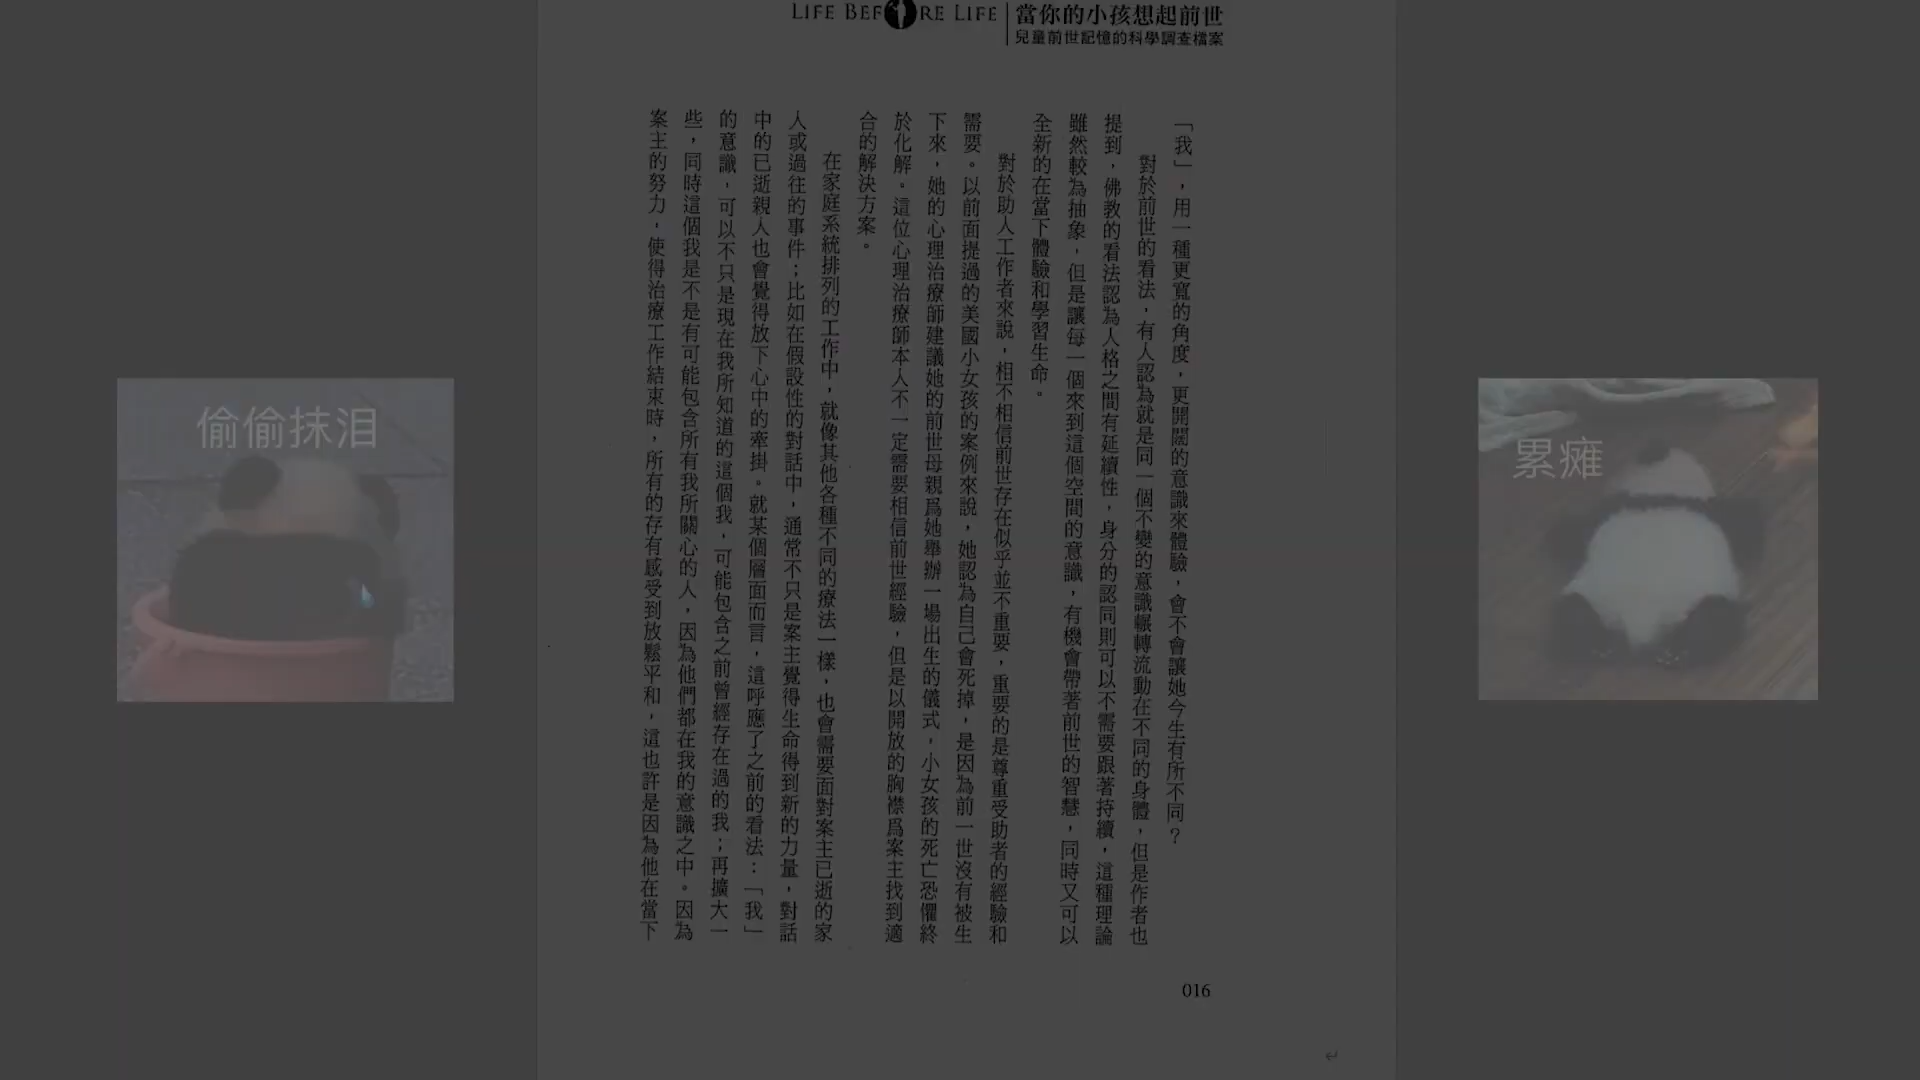 LIFE BEFORE LIFE
當你的小孩想起前世
兒童前世記憶的科學調查檔案
「我」，用一種更寬的角度，更開闊的意識來體驗，會不會讓她今生有所不同？
對於前世的看法，有人認為就是同一個不變的意識輾轉流動在不同的身體，但是作者也
提到，佛教的看法認為人格之間有延續性，身分的認同則可以不需要跟著持續，這種理論
雖然較為抽象，但是讓每一個來到這個空間的意識，有機會帶著前世的智慧，同時又可以
全新的在當下體驗和學習生命。
對於助人工作者來說，相不相信前世存在似乎並不重要，重要的是尊重受助者的經驗和
需要。以前面提過的美國小女孩的案例來說，她認為自己會死掉，是因為前一世沒有被生
下來，她的心理治療師建議她的前世母親爲她舉辦一場出生的儀式，小女孩的死亡恐懼終
於化解。這位心理治療師本人不一定需要相信前世經驗，但是以開放的胸襟爲案主找到適
合的解決方案。
在家庭系統排列的工作中，就像其他各種不同的療法一樣，也會需要面對案主已逝的家
人或過往的事件；比如在假設性的對話中，通常不只是案主覺得生命得到新的力量，對話
中的已逝親人也會覺得放下心中的牽掛。就某個層面而言，這呼應了之前的看法：「我」
的意識，可以不只是現在我所知道的這個我，可能包含之前曾經存在過的我；再擴大一
些，同時這個我是不是有可能包含所有我所關心的人，因為他們都在我的意識之中。因為
案主的努力，使得治療工作結束時，所有的存有感受到放鬆平和，這也許是因為他在當下
016
偷偷抹泪
累瘫